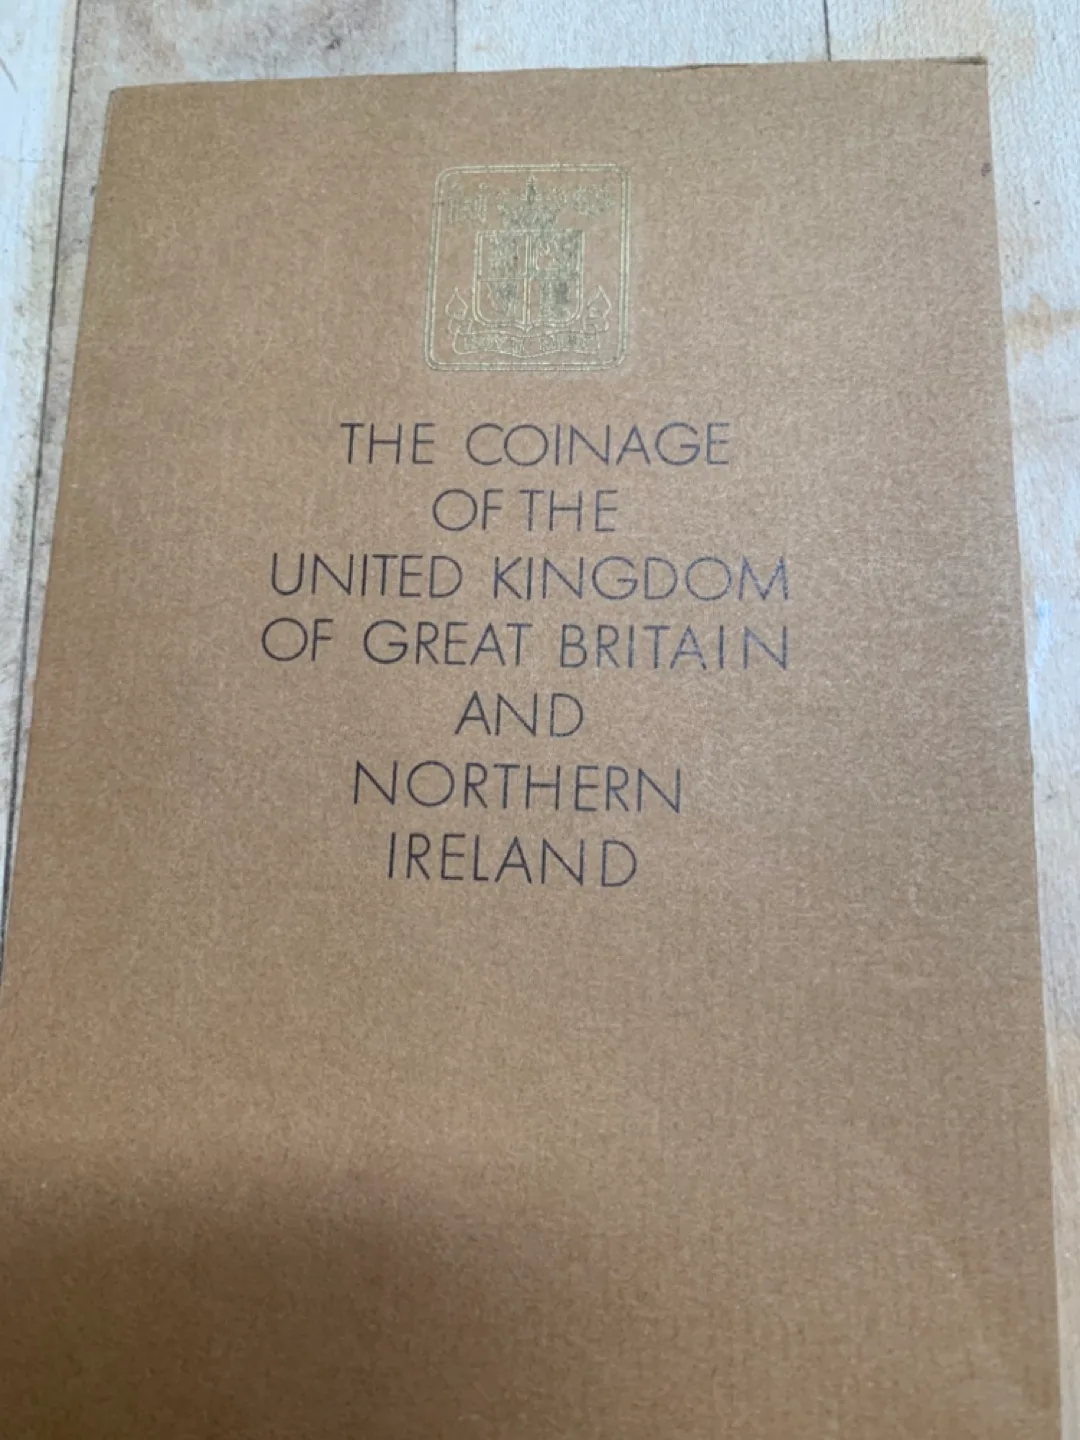 THE COINAGE
OF THE
UNITED KINGDOM
OF GREAT BRITAIN
AND
NORTHERN
IRELAND